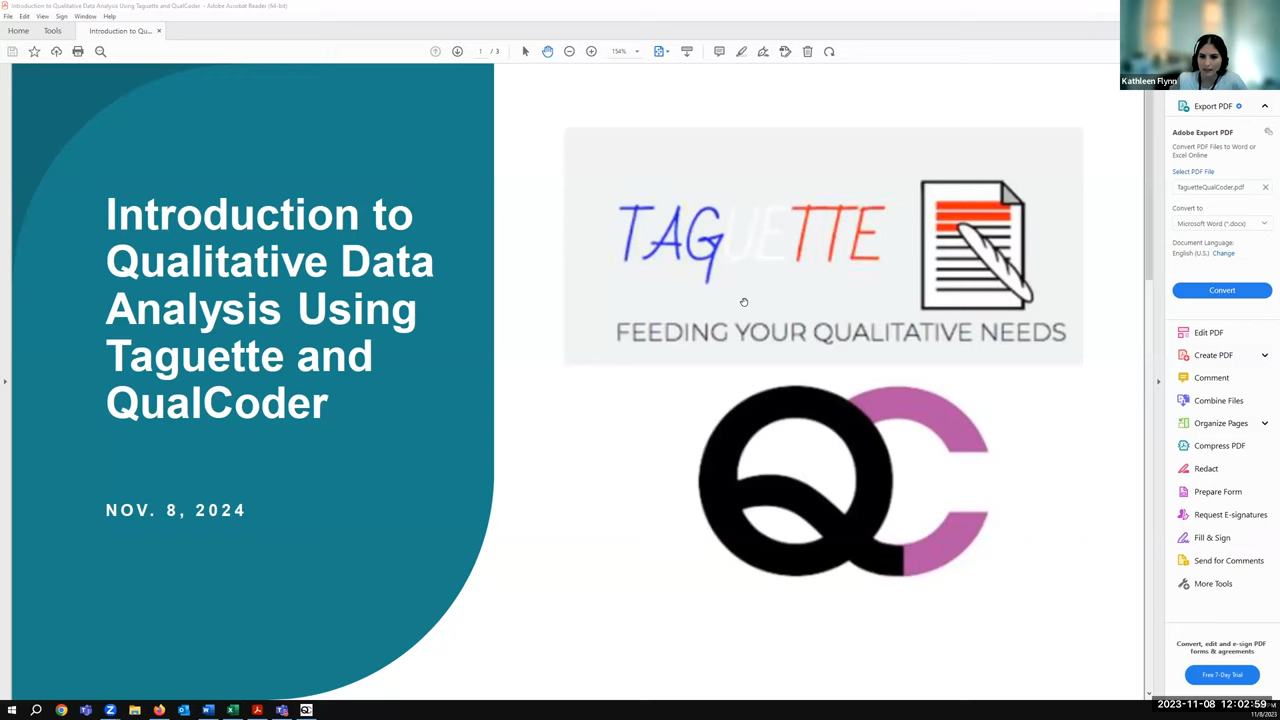 Introduction to Qualitative Data Analysis Using Taguette and QualCoder - Adobe Acrobat Reader (64-bit)
File Edit View Sign Window Help
Home Tools Introduction to Qu... ×
1 / 3 154%
Kathleen Flynn
Introduction to
Qualitative Data
Analysis Using
Taguette and
QualCoder
NOV. 8, 2024
TAGUETTE
FEEDING YOUR QUALITATIVE NEEDS
QC
Export PDF
Adobe Export PDF
Convert PDF Files to Word or
Excel Online
Select PDF File
TaguetteQualCoder.pdf
Convert to
Microsoft Word (*.docx)
Document Language:
English (U.S.) Change
Convert
Edit PDF
Create PDF
Comment
Combine Files
Organize Pages
Compress PDF
Redact
Prepare Form
Request E-signatures
Fill & Sign
Send for Comments
More Tools
Convert, edit and e-sign PDF
forms & agreements
Free 7-Day Trial
2023-11-08 12:02:59
11/8/2023